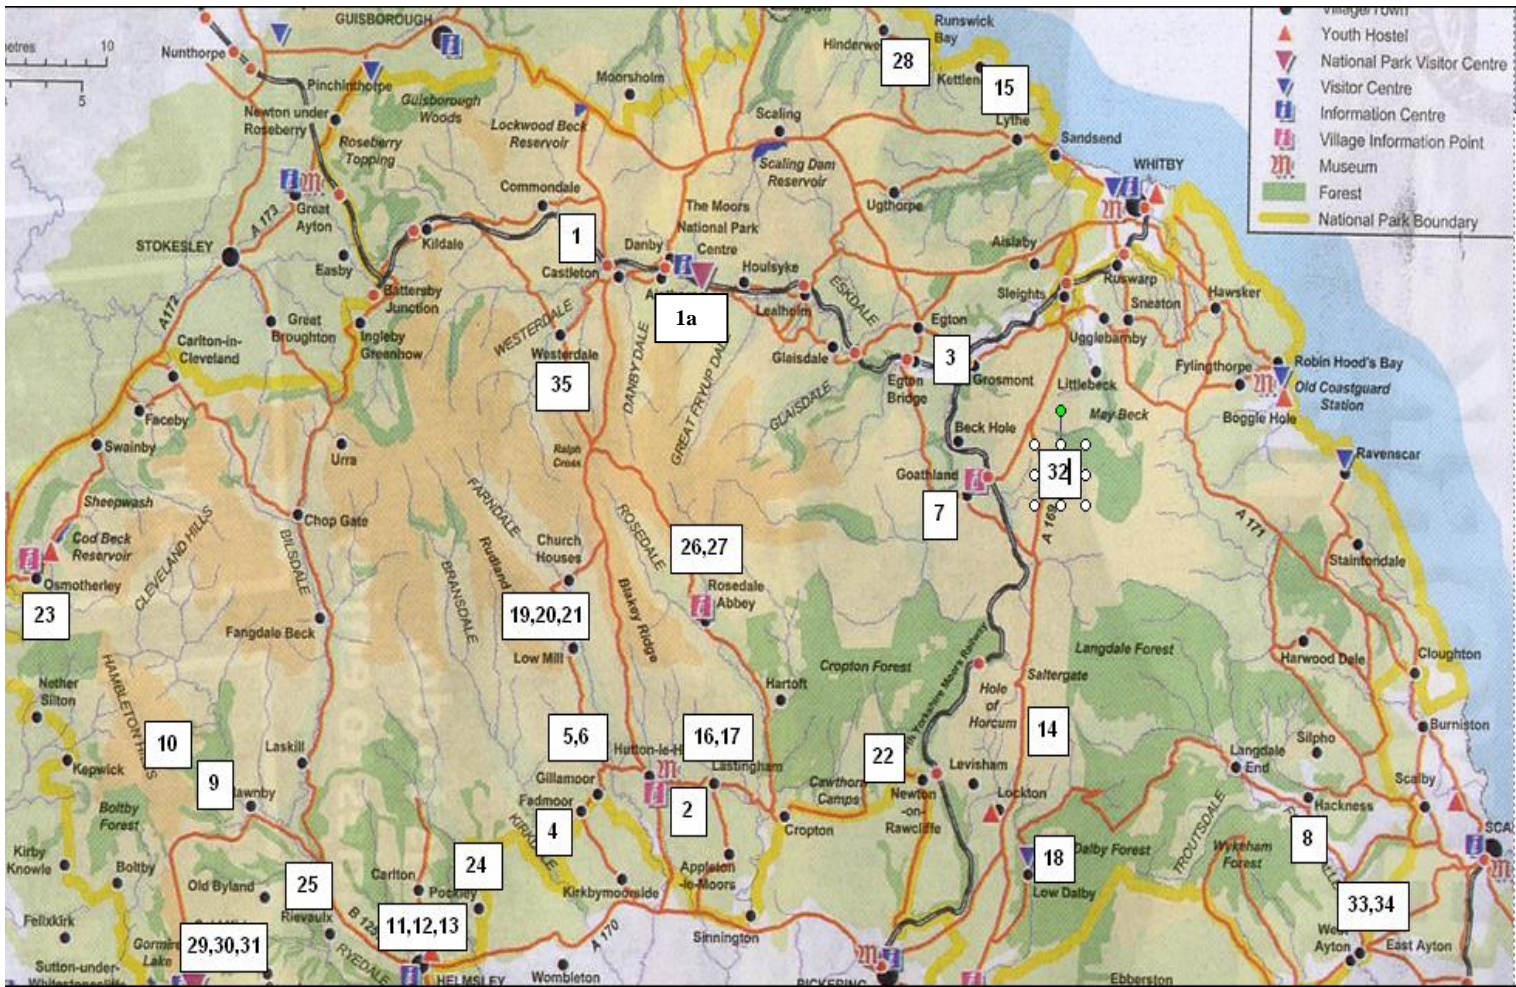 GUISBOROUGH
10
5
Nunthorpe
Pinchinthorpe
Moorsholm
Runswick
Bay
28
15
Lythe
Sandsend
WHITBY
Village/Town
Youth Hostel
National Park Visitor Centre
Visitor Centre
Information Centre
Village Information Point
Museum
Forest
National Park Boundary
Newton under
Roseberry
Guisborough
Woods
Roseberry
Topping
Lockwood Beck
Reservoir
Scaling
Scaling Dam
Reservoir
Ugthorpe
Aislaby
Ruswarp
Sleights
Sneaton
Hawsker
Ugglebarnby
Great
Ayton
A 173
STOKESLEY
Easby
Kildale
Commondale
1
Castleton
Danby
The Moors
National Park
Centre
Houlsyke
Lealholm
ESKDALE
1a
Battersby
Junction
A172
Great
Broughton
Ingleby
Greenhow
Carlton-in-
Cleveland
WESTERDALE
Westerdale
35
DANBY DALE
GREAT FRYUP DALE
Glaisdale
GLAISDALE
Egton
3
Egton
Bridge
Grosmont
Littlebeck
May Beck
Fylingthorpe
Robin Hood's Bay
Old Coastguard
Station
Boggle Hole
Ravenscar
Faceby
Swainby
Urra
Ralph
Cross
Beck Hole
Goathland
7
32
A 169
A 171
Staintondale
Sheepwash
Cod Beck
Reservoir
Osmotherley
23
CLEVELAND HILLS
Chop Gate
BILSDALE
FARNDALE
Rudland
BRANSDALE
Church
Houses
ROSEDALE
26,27
Rosedale
Abbey
19,20,21
Low Mill
Blakey Ridge
Fangdale Beck
HAMBLETON HILLS
Nether
Silton
Kepwick
10
9
Laskill
Cropton Forest
Hartoft
Hole
of
Horcum
Saltergate
Langdale Forest
Harwood Dale
Cloughton
Burniston
14
5,6
16,17
22
Gillamoor
Fadmoor
4
2
Lastingham
Cropton
Cawthorn
Camps
Newton
-on-
Rawcliffe
Levisham
Lockton
Langdale
End
Silpho
Scalby
Hackness
8
Boltby
Forest
Kirby
Knowle
Boltby
Felixkirk
Old Byland
25
Rievaulx
Carlton
24
Pockley
11,12,13
29,30,31
Kirkbymoorside
Appleton
-le-Moors
18
Dalby Forest
Low Dalby
TROUTSDALE
Wykeham
Forest
33,34
West
Ayton
East Ayton
A 170
RYEDALE
HELMSLEY
Wombleton
Sinnington
PICKERING
Ebberston